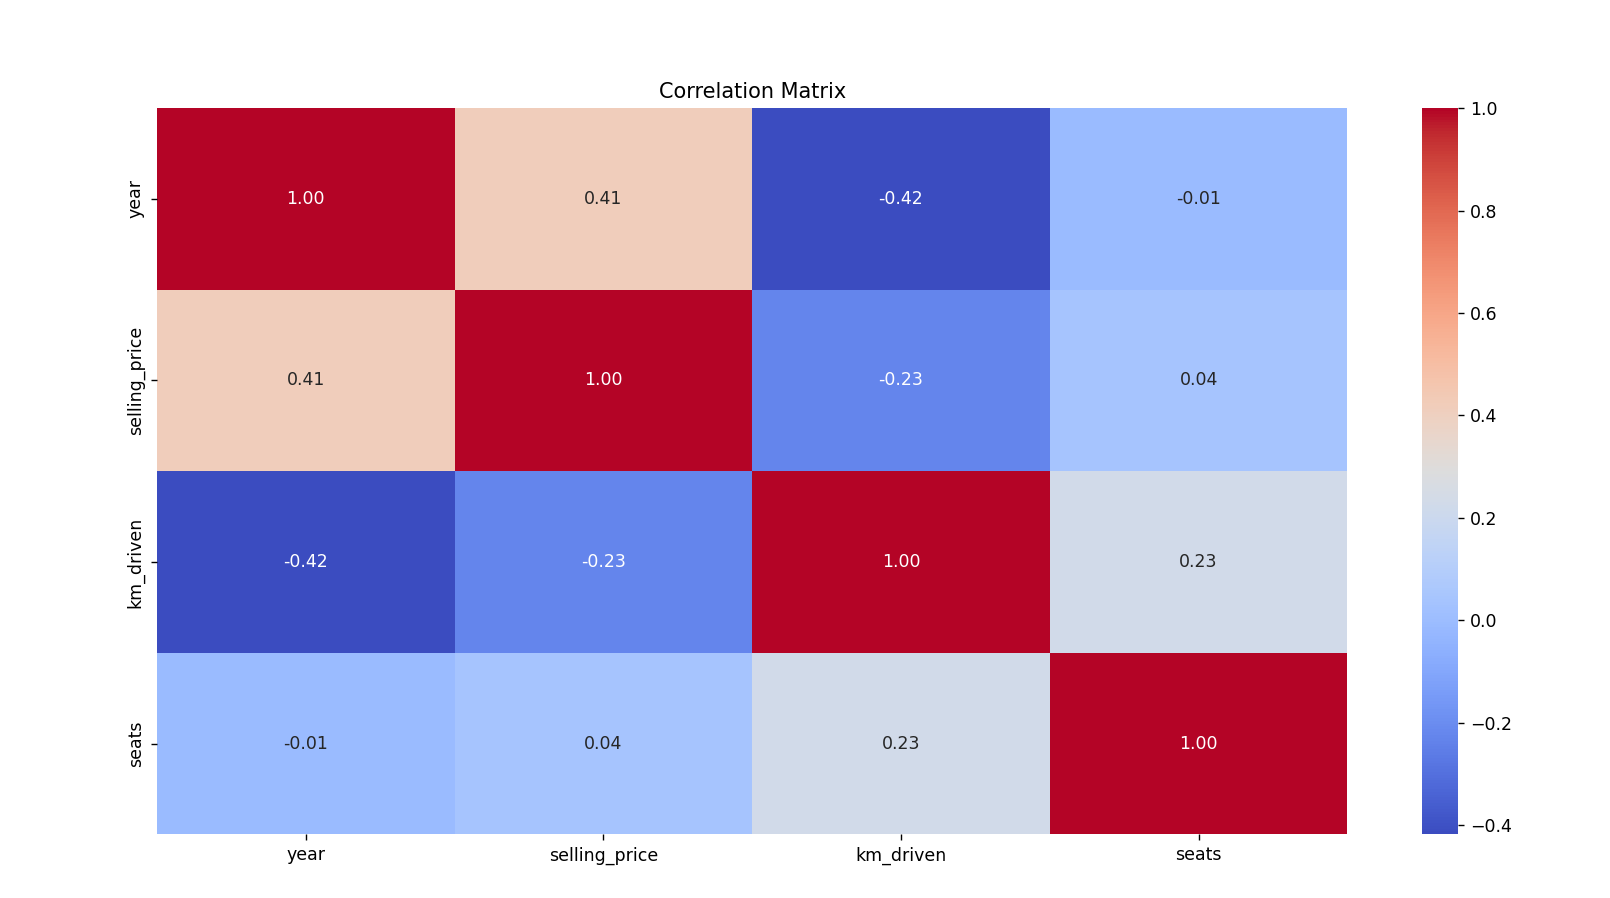 Correlation Matrix
year 1.00 0.41 -0.42 -0.01
selling_price 0.41 1.00 -0.23 0.04
km_driven -0.42 -0.23 1.00 0.23
seats -0.01 0.04 0.23 1.00
year selling_price km_driven seats
1.0
0.8
0.6
0.4
0.2
0.0
−0.2
−0.4